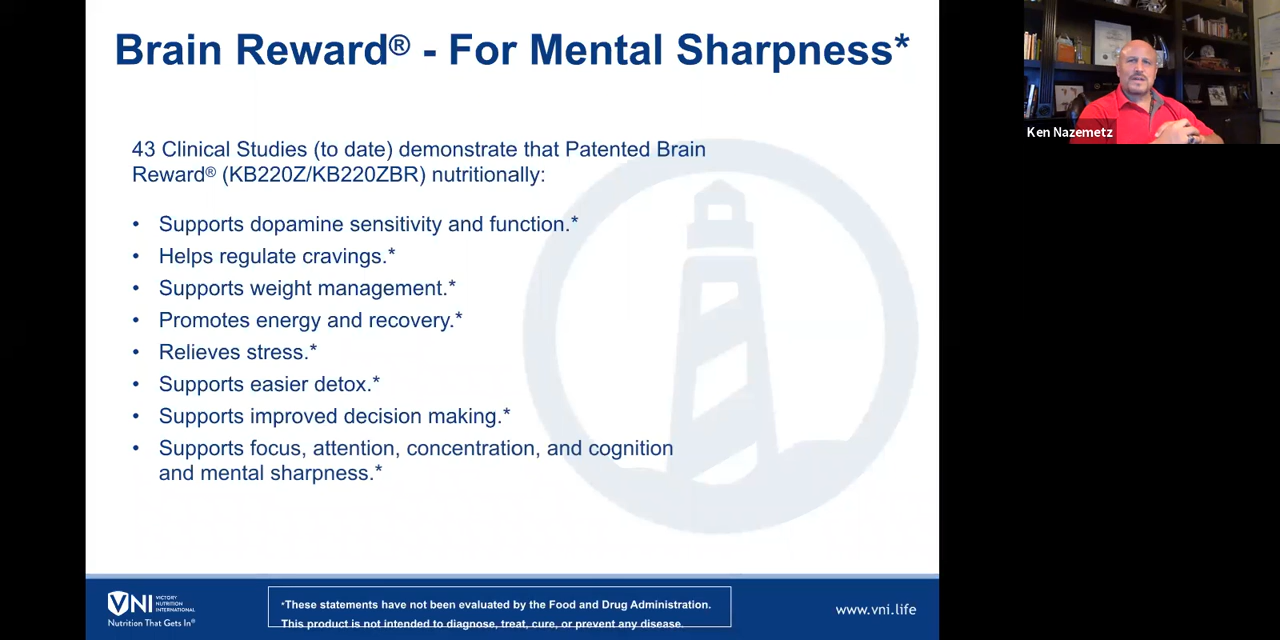 Brain Reward® - For Mental Sharpness*
Ken Nazemetz
43 Clinical Studies (to date) demonstrate that Patented Brain
Reward® (KB220Z/KB220ZBR) nutritionally:
• Supports dopamine sensitivity and function.*
• Helps regulate cravings.*
• Supports weight management.*
• Promotes energy and recovery.*
• Relieves stress.*
• Supports easier detox.*
• Supports improved decision making.*
• Supports focus, attention, concentration, and cognition
and mental sharpness.*
VNI
VICTORY
NUTRITION
INTERNATIONAL
Nutrition That Gets In®
*These statements have not been evaluated by the Food and Drug Administration.
This product is not intended to diagnose, treat, cure, or prevent any disease.
www.vni.life